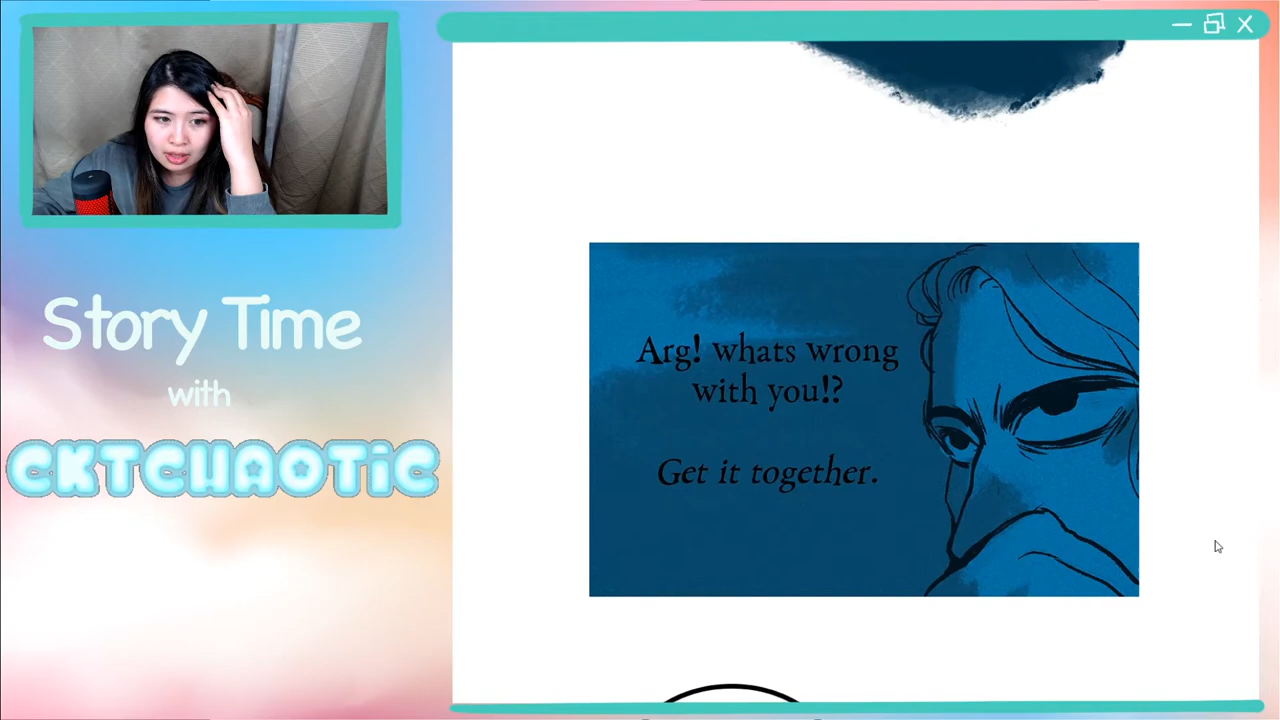 Story Time
with
CKTCHAOTiC
Arg! whats wrong
with you!?
Get it together.